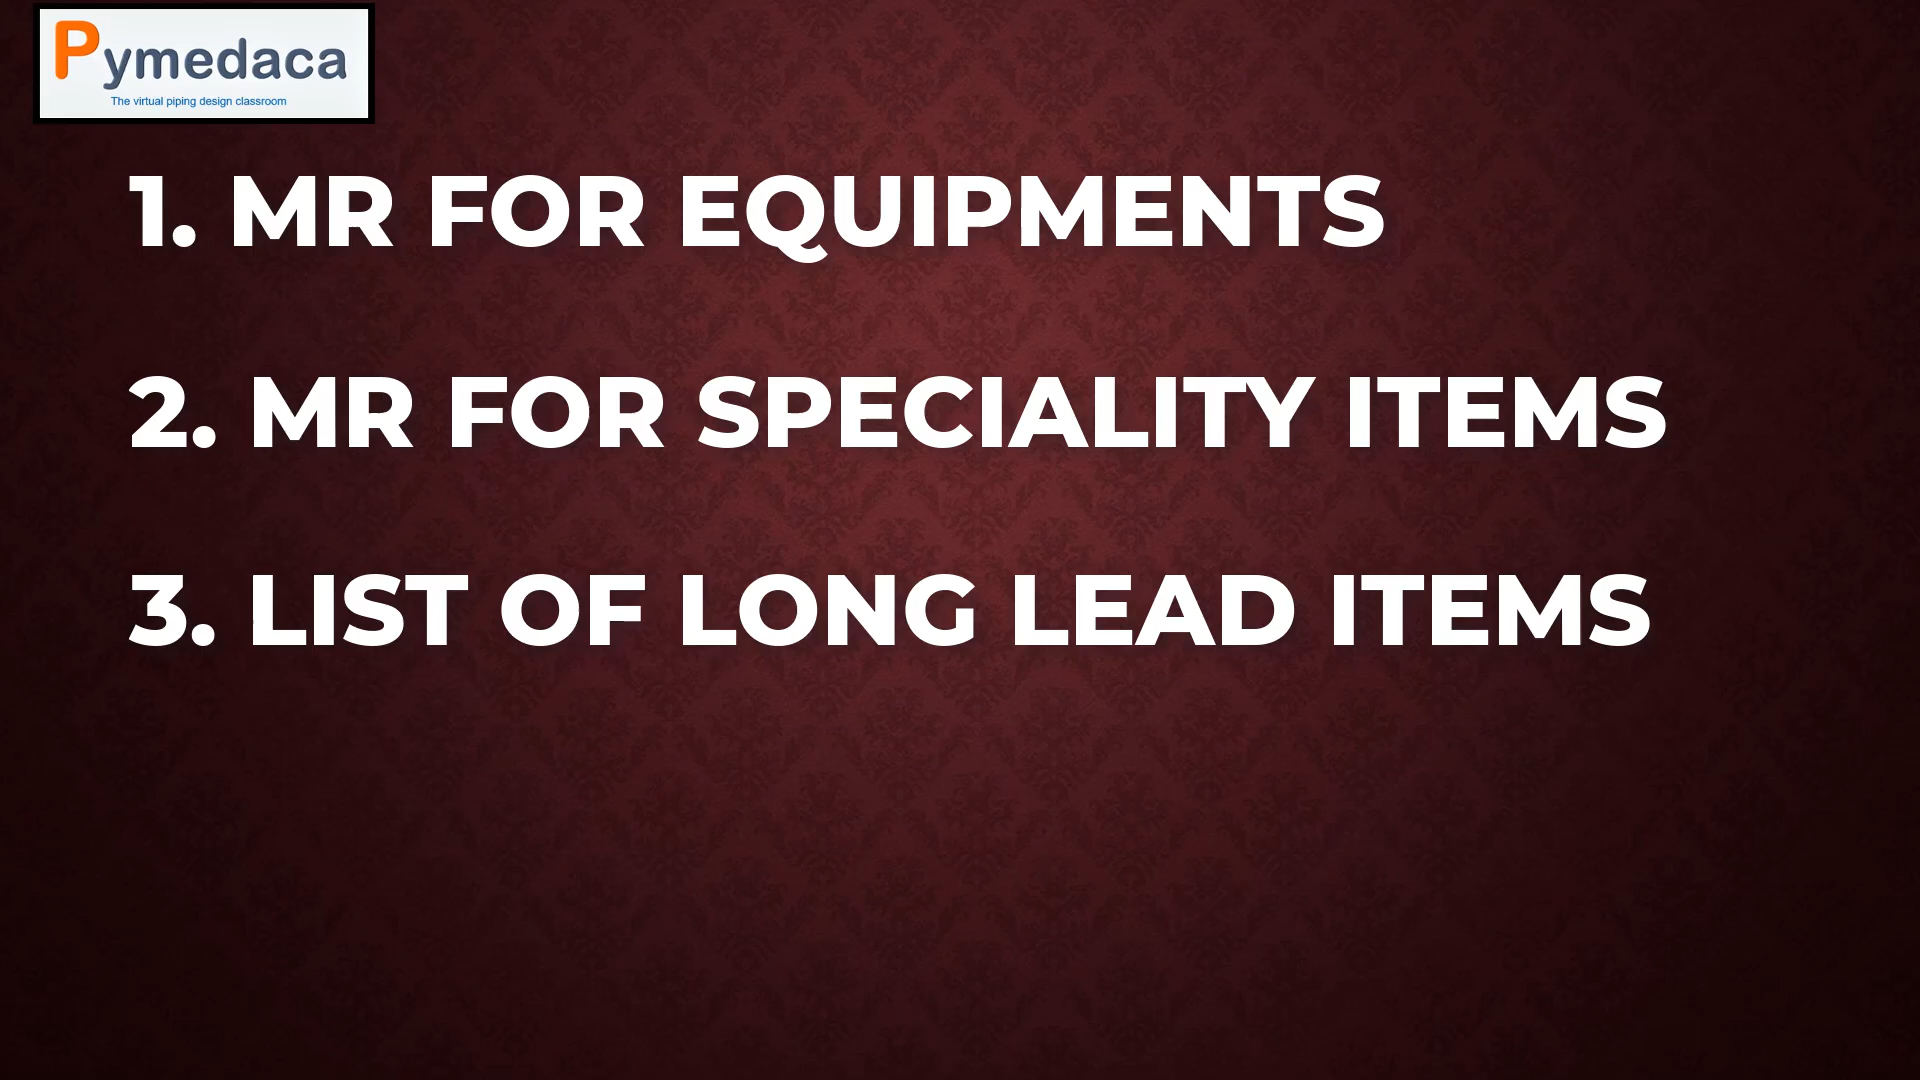 Pymedaca
The virtual piping design classroom
1. MR FOR EQUIPMENTS
2. MR FOR SPECIALITY ITEMS
3. LIST OF LONG LEAD ITEMS